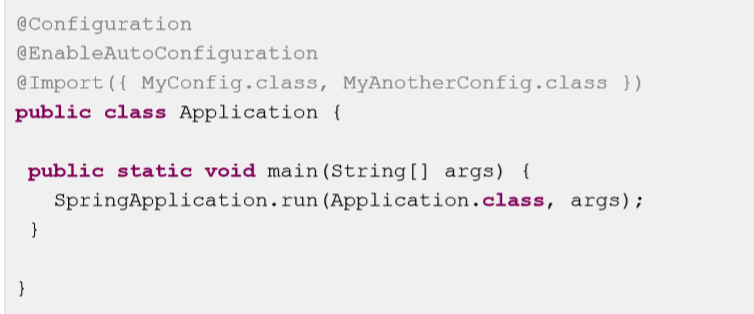 @Configuration
@EnableAutoConfiguration
@Import({ MyConfig.class, MyAnotherConfig.class })
public class Application {
public static void main(String[] args) {
SpringApplication.run(Application.class, args);
}
}